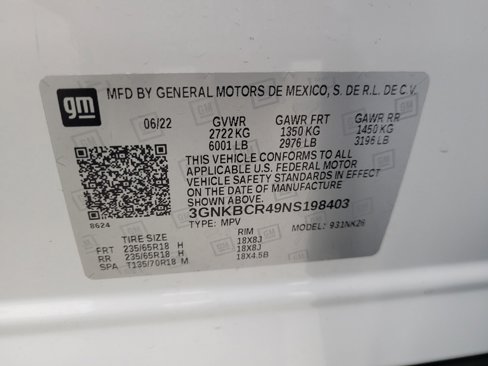 gm MFD BY GENERAL MOTORS DE MEXICO, S. DE R.L. DE C.V.
06/22 GVWR GAWR FRT GAWR RR
2722 KG 1350 KG 1450 KG
6001 LB 2976 LB 3196 LB
THIS VEHICLE CONFORMS TO ALL
APPLICABLE U.S. FEDERAL MOTOR
VEHICLE SAFETY STANDARDS IN
EFFECT ON THE DATE OF
MANUFACTURE SHOWN ABOVE.
3GNKBCR49NS198403
8624 TYPE: MPV MODEL: 931NK26
TIRE SIZE RIM
FRT 235/65R18 H 18X8J
RR 235/65R18 H 18X8J
SPA T135/70R18 M 18X4.5B